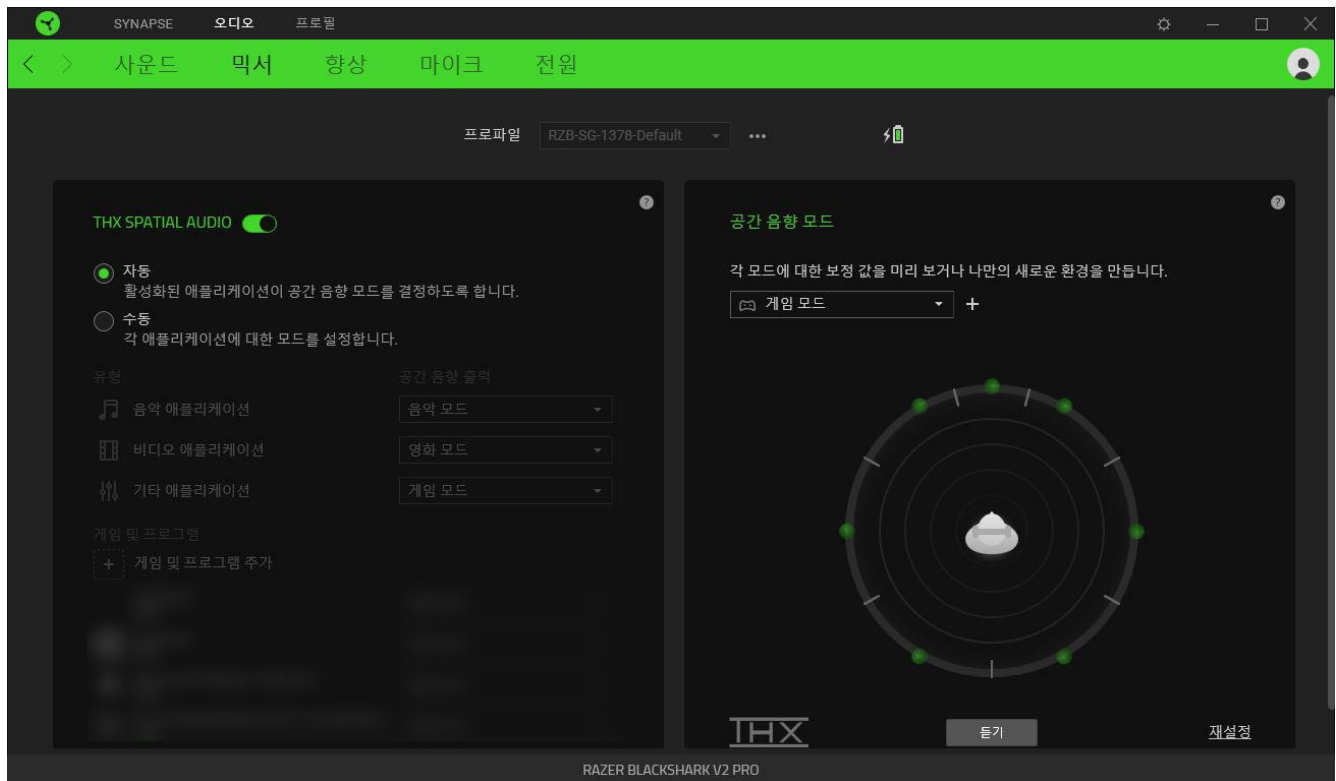 SYNAPSE 오디오 프로필
사운드 믹서 향상 마이크 전원
프로파일 RZB-SG-1378-Default
THX SPATIAL AUDIO
자동
활성화된 애플리케이션이 공간 음향 모드를 결정하도록 합니다.
수동
각 애플리케이션에 대한 모드를 설정합니다.
유형 공간 음향 출력
음악 애플리케이션 음악 모드
비디오 애플리케이션 영화 모드
기타 애플리케이션 게임 모드
게임 및 프로그램
+ 게임 및 프로그램 추가
공간 음향 모드
각 모드에 대한 보정 값을 미리 보거나 나만의 새로운 환경을 만듭니다.
게임 모드 +
THX 듣기 재설정
RAZER BLACKSHARK V2 PRO